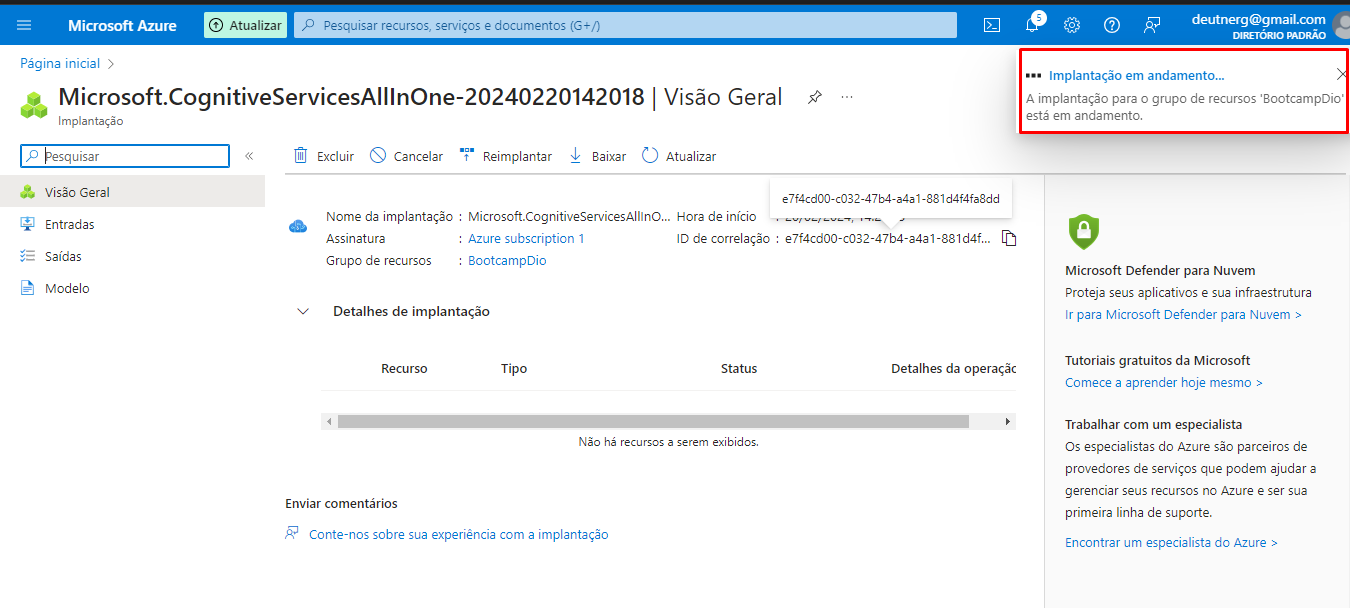 Microsoft Azure
Atualizar
Pesquisar recursos, serviços e documentos (G+/)
5
deutnerg@gmail.com
DIRETÓRIO PADRÃO
Página inicial
Implantação em andamento...
A implantação para o grupo de recursos 'BootcampDio'
está em andamento.
Microsoft.CognitiveServicesAllInOne-20240220142018 | Visão Geral
Implantação
Pesquisar
Excluir
Cancelar
Reimplantar
Baixar
Atualizar
Visão Geral
Entradas
Saídas
Modelo
e7f4cd00-c032-47b4-a4a1-881d4f4fa8dd
Nome da implantação : Microsoft.CognitiveServicesAllInO...
Hora de início :
Assinatura : Azure subscription 1
ID de correlação : e7f4cd00-c032-47b4-a4a1-881d4f...
Grupo de recursos : BootcampDio
Detalhes de implantação
Recurso Tipo Status Detalhes da operação
Não há recursos a serem exibidos.
Enviar comentários
Conte-nos sobre sua experiência com a implantação
Microsoft Defender para Nuvem
Proteja seus aplicativos e sua infraestrutura
Ir para Microsoft Defender para Nuvem >
Tutoriais gratuitos da Microsoft
Comece a aprender hoje mesmo >
Trabalhar com um especialista
Os especialistas do Azure são parceiros de
provedores de serviços que podem ajudar a
gerenciar seus recursos no Azure e ser sua
primeira linha de suporte.
Encontrar um especialista do Azure >